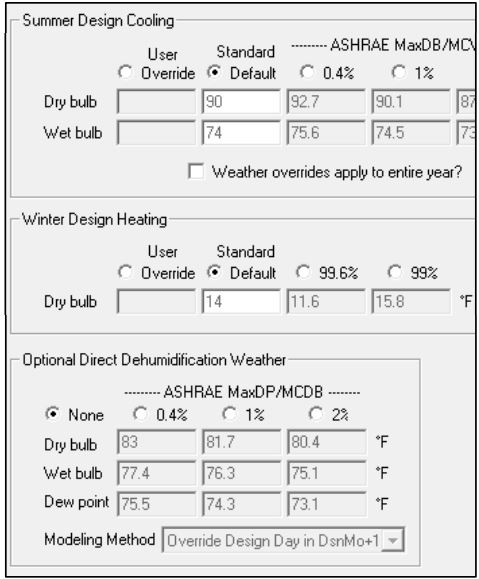 Summer Design Cooling
User Standard --------- ASHRAE MaxDB/MCV
Override Default 0.4% 1%
Dry bulb 90 92.7 90.1 87
Wet bulb 74 75.6 74.5 73
Weather overrides apply to entire year?
Winter Design Heating
User Standard
Override Default 99.6% 99%
Dry bulb 14 11.6 15.8 °F
Optional Direct Dehumidification Weather
--------- ASHRAE MaxDP/MCDB -------
None 0.4% 1% 2%
Dry bulb 83 81.7 80.4 °F
Wet bulb 77.4 76.3 75.1 °F
Dew point 75.5 74.3 73.1 °F
Modeling Method Override Design Day in DsnMo+1